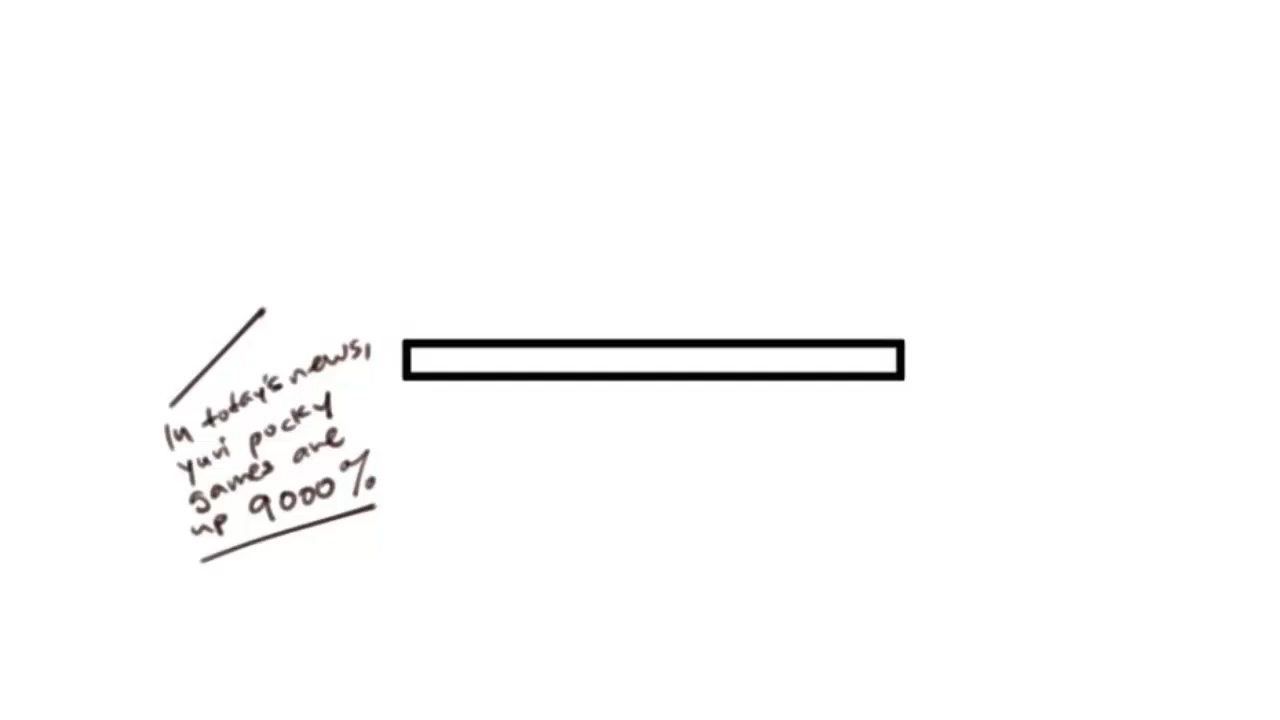 In today's news,
yuri pocky
games are
up 9000%